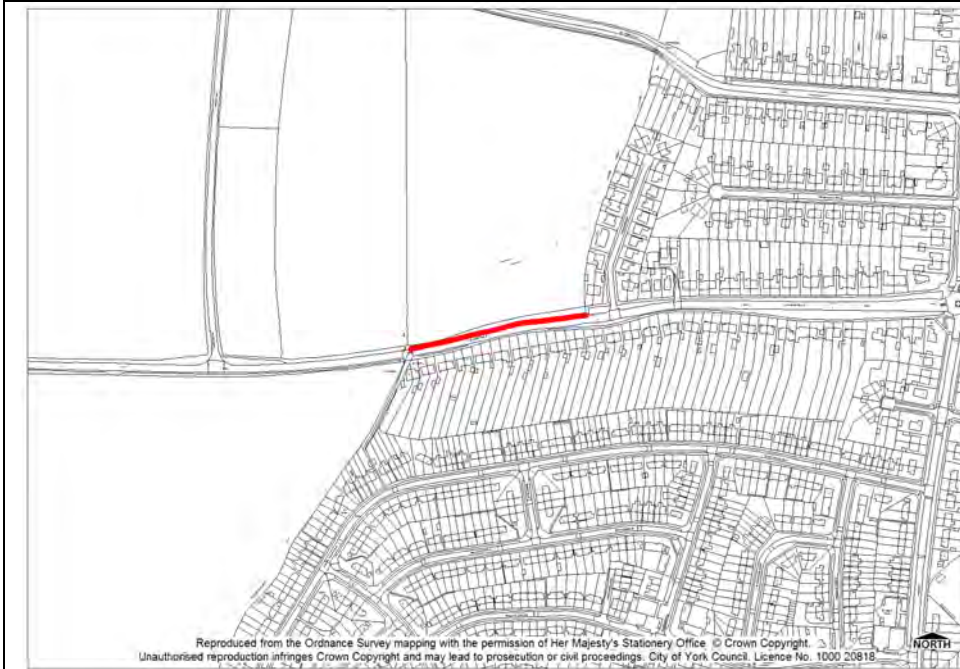 Reproduced from the Ordnance Survey mapping with the permission of Her Majesty's Stationery Office. © Crown Copyright.
Unauthorised reproduction infringes Crown Copyright and may lead to prosecution or civil proceedings. City of York Council. Licence No. 1000 20818
NORTH